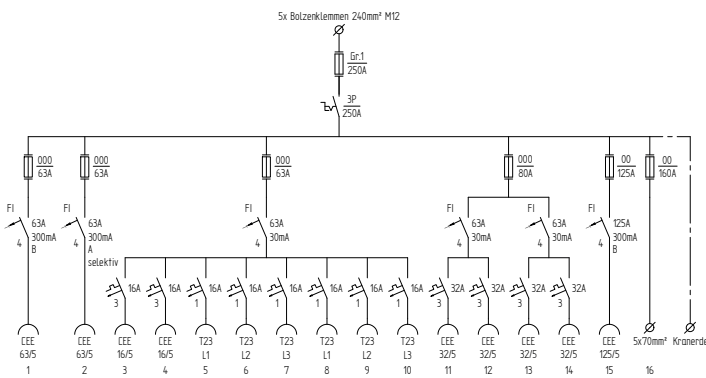 5x Bolzenklemmen 240mm² M12
Gr.1
250A
3P
250A
000
63A
000
63A
000
63A
000
80A
00
125A
00
160A
FI
63A
300mA
4
B
FI
63A
300mA
4
A
selektiv
FI
63A
30mA
4
FI
63A
30mA
4
FI
63A
30mA
4
FI
125A
300mA
4
B
16A 16A 16A 16A 16A 16A 16A 16A 32A 32A 32A 32A
3 3 1 1 1 1 1 1 3 3 3 3
CEE CEE CEE CEE T23 T23 T23 T23 T23 T23 CEE CEE CEE CEE CEE 5x70mm² Kranerde
63/5 63/5 16/5 16/5 L1 L2 L3 L1 L2 L3 32/5 32/5 32/5 32/5 125/5
1 2 3 4 5 6 7 8 9 10 11 12 13 14 15 16